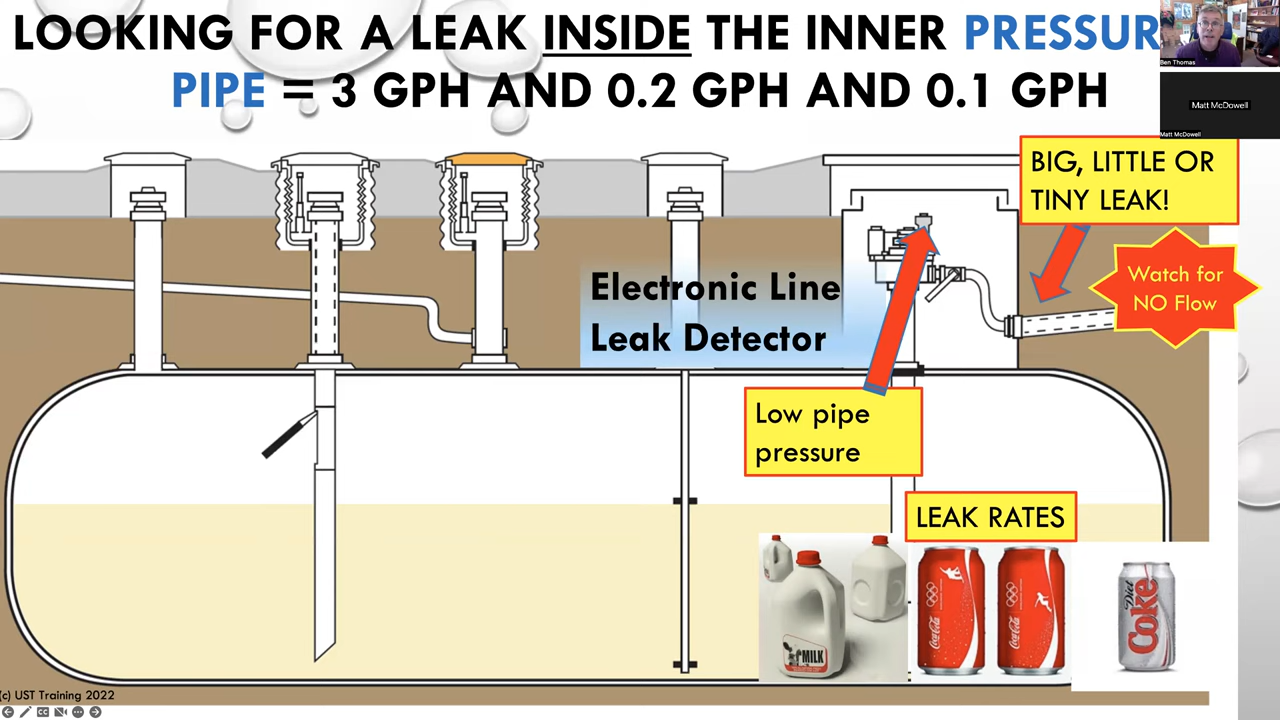 LOOKING FOR A LEAK INSIDE THE INNER PRESSUR
PIPE = 3 GPH AND 0.2 GPH AND 0.1 GPH
Ben Thomas
Matt McDowell
Matt McDowell
BIG, LITTLE OR
TINY LEAK!
Watch for
NO Flow
Electronic Line
Leak Detector
Low pipe
pressure
LEAK RATES
MILK
Coca-Cola
Coca-Cola
Diet
Coke
(c) UST Training 2022
CC